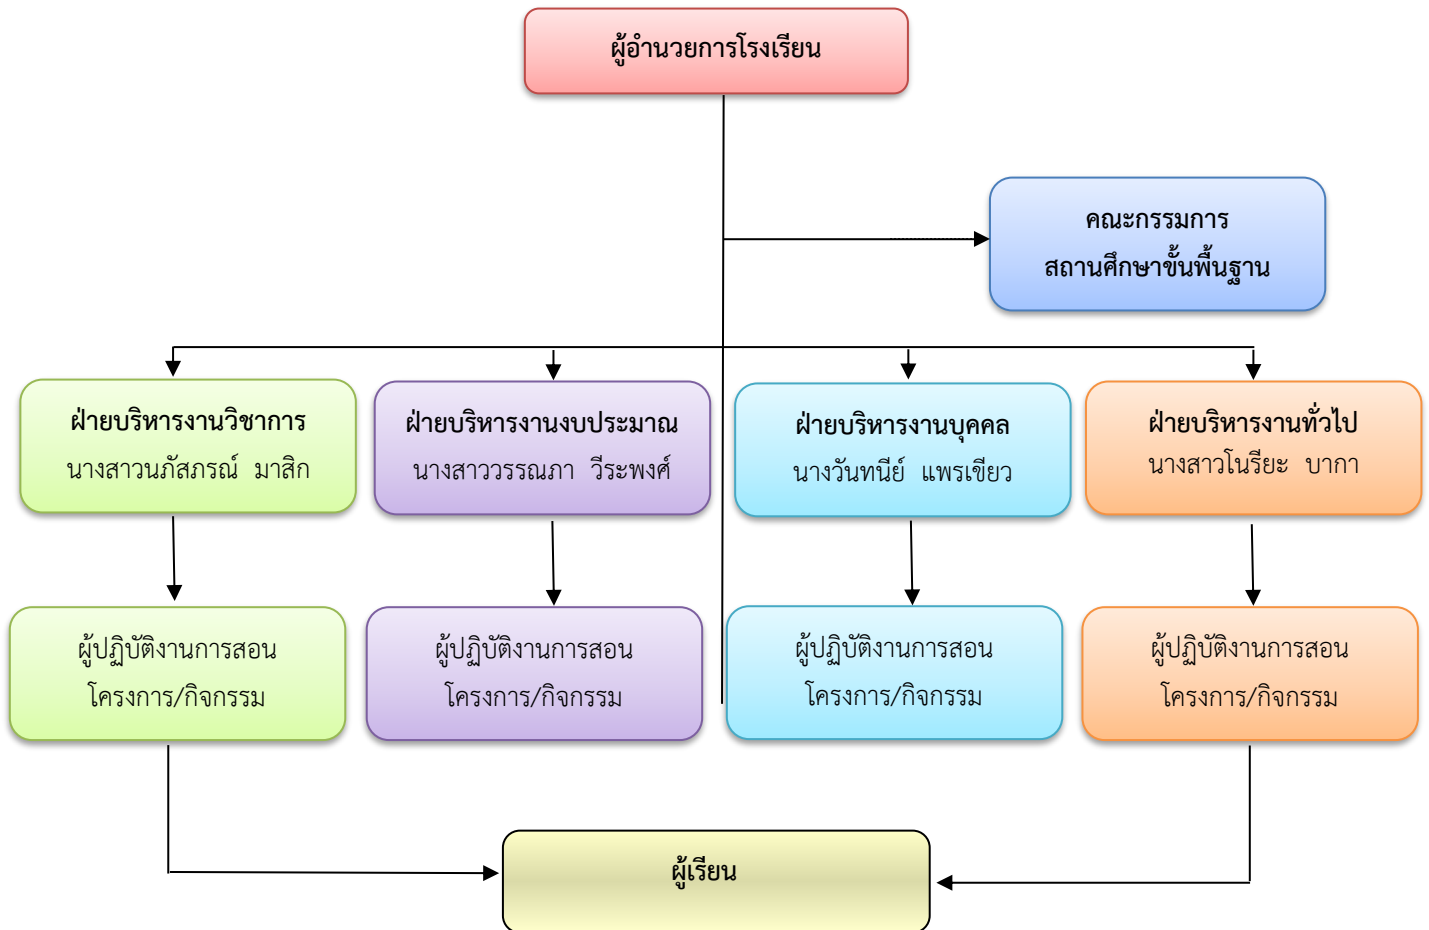 ผู้อำนวยการโรงเรียน
คณะกรรมการ
สถานศึกษาขั้นพื้นฐาน
ฝ่ายบริหารงานวิชาการ
นางสาวนภัสภรณ์ มาสิก
ฝ่ายบริหารงานงบประมาณ
นางสาววรรณภา วีระพงศ์
ฝ่ายบริหารงานบุคคล
นางวันทนีย์ แพรเขียว
ฝ่ายบริหารงานทั่วไป
นางสาวโนรียะ บากา
ผู้ปฏิบัติงานการสอน
โครงการ/กิจกรรม
ผู้ปฏิบัติงานการสอน
โครงการ/กิจกรรม
ผู้ปฏิบัติงานการสอน
โครงการ/กิจกรรม
ผู้ปฏิบัติงานการสอน
โครงการ/กิจกรรม
ผู้เรียน